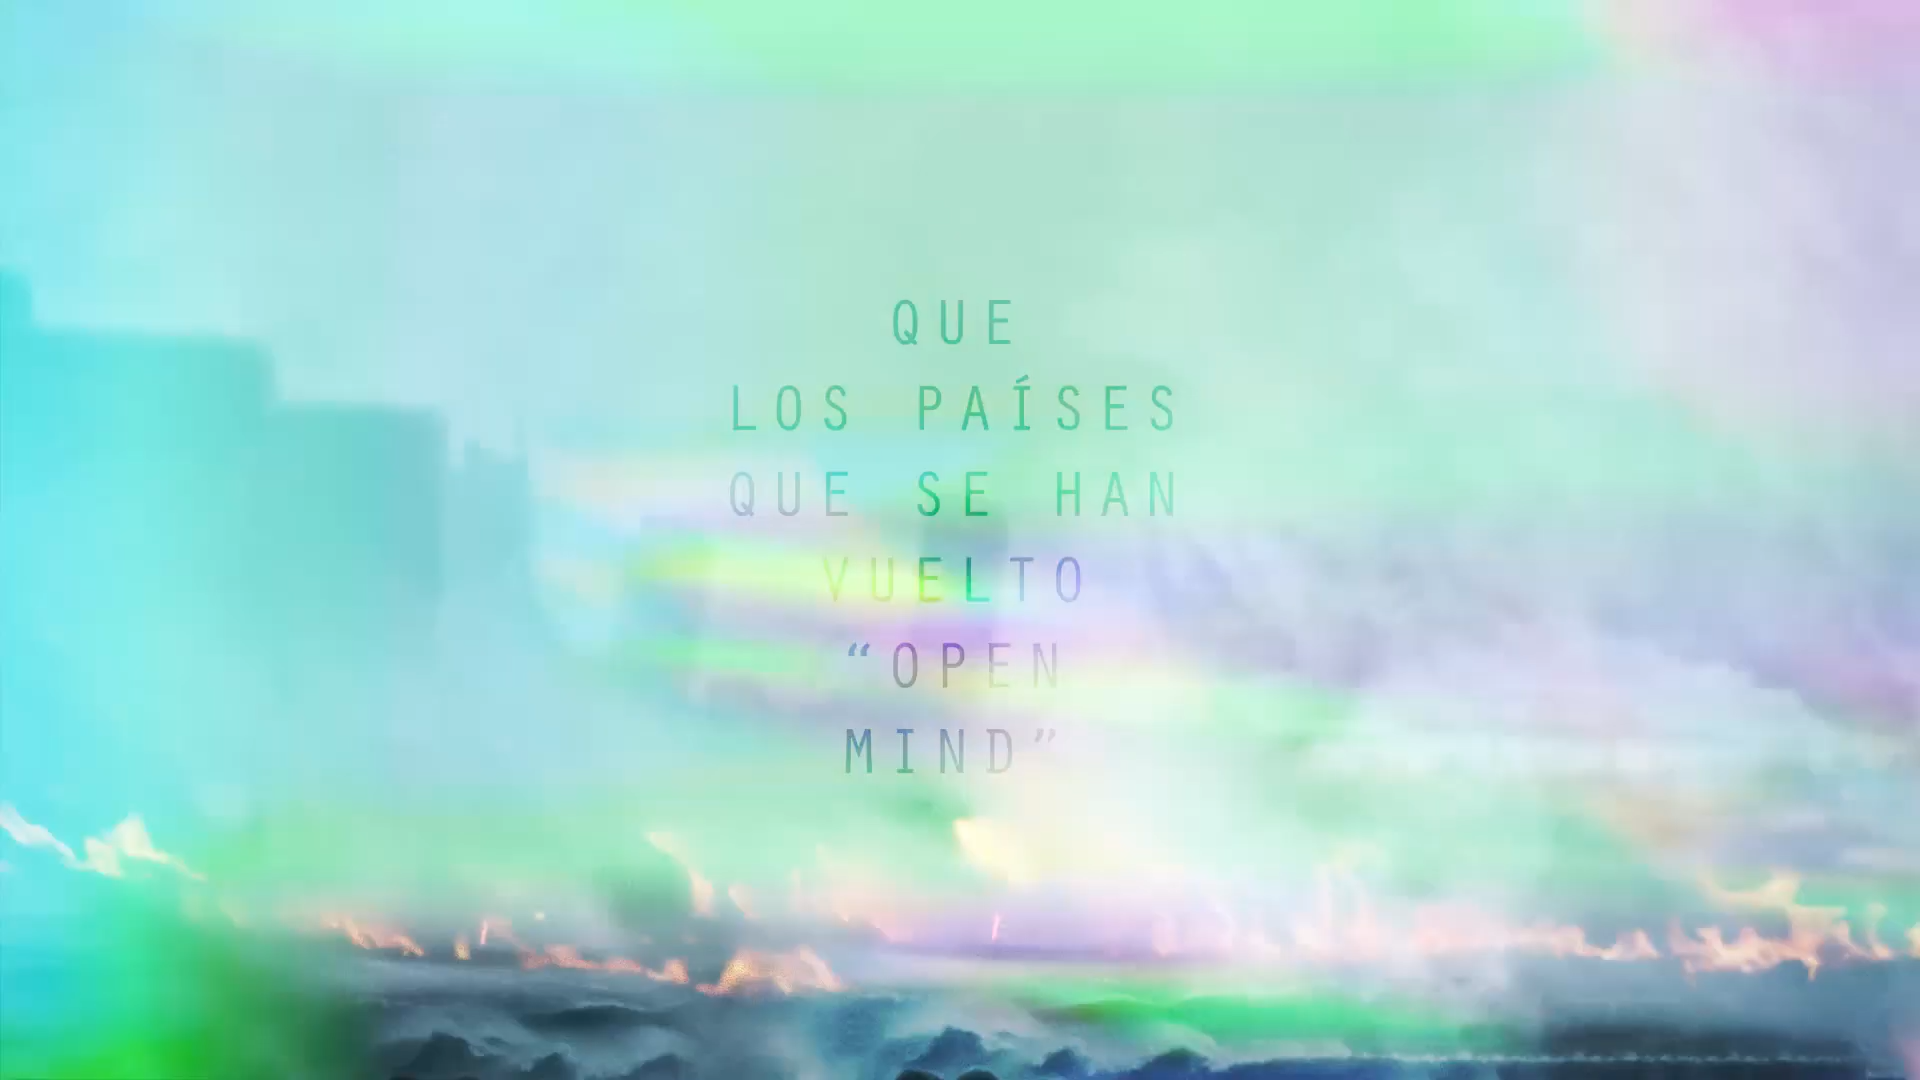 QUE
LOS PAÍSES
QUE SE HAN
VUELTO
“OPEN
MIND”